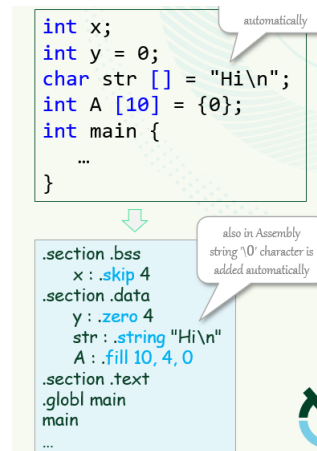 automatically
int x;
int y = 0;
char str [] = "Hi\n";
int A [10] = {0};
int main {
…
}
also in Assembly
string '\0' character is
added automatically
.section .bss
x : .skip 4
.section .data
y : .zero 4
str : .string "Hi\n"
A : .fill 10, 4, 0
.section .text
.globl main
main
…